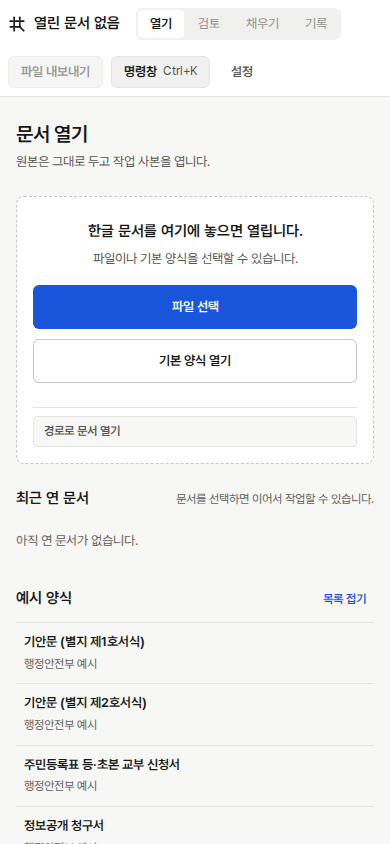 열린 문서 없음
열기
검토
채우기
기록
파일 내보내기
명령창 Ctrl+K
설정
문서 열기
원본은 그대로 두고 작업 사본을 엽니다.
한글 문서를 여기에 놓으면 열립니다.
파일이나 기본 양식을 선택할 수 있습니다.
파일 선택
기본 양식 열기
경로로 문서 열기
최근 연 문서
문서를 선택하면 이어서 작업할 수 있습니다.
아직 연 문서가 없습니다.
예시 양식
목록 접기
기안문 (별지 제1호서식)
행정안전부 예시
기안문 (별지 제2호서식)
행정안전부 예시
주민등록표 등·초본 교부 신청서
행정안전부 예시
정보공개 청구서